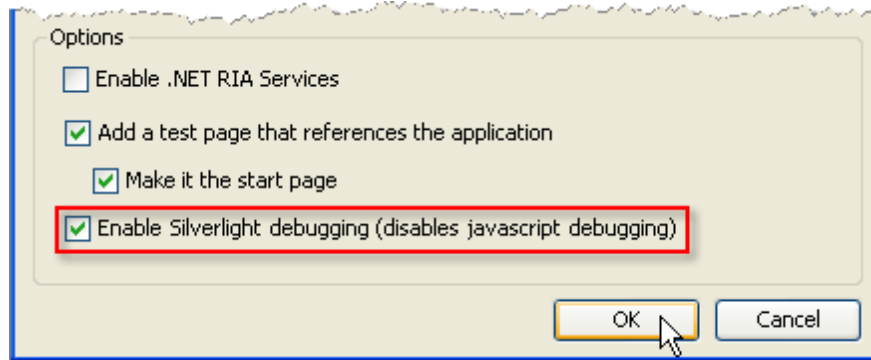 Options
Enable .NET RIA Services
Add a test page that references the application
Make it the start page
Enable Silverlight debugging (disables javascript debugging)
OK
Cancel